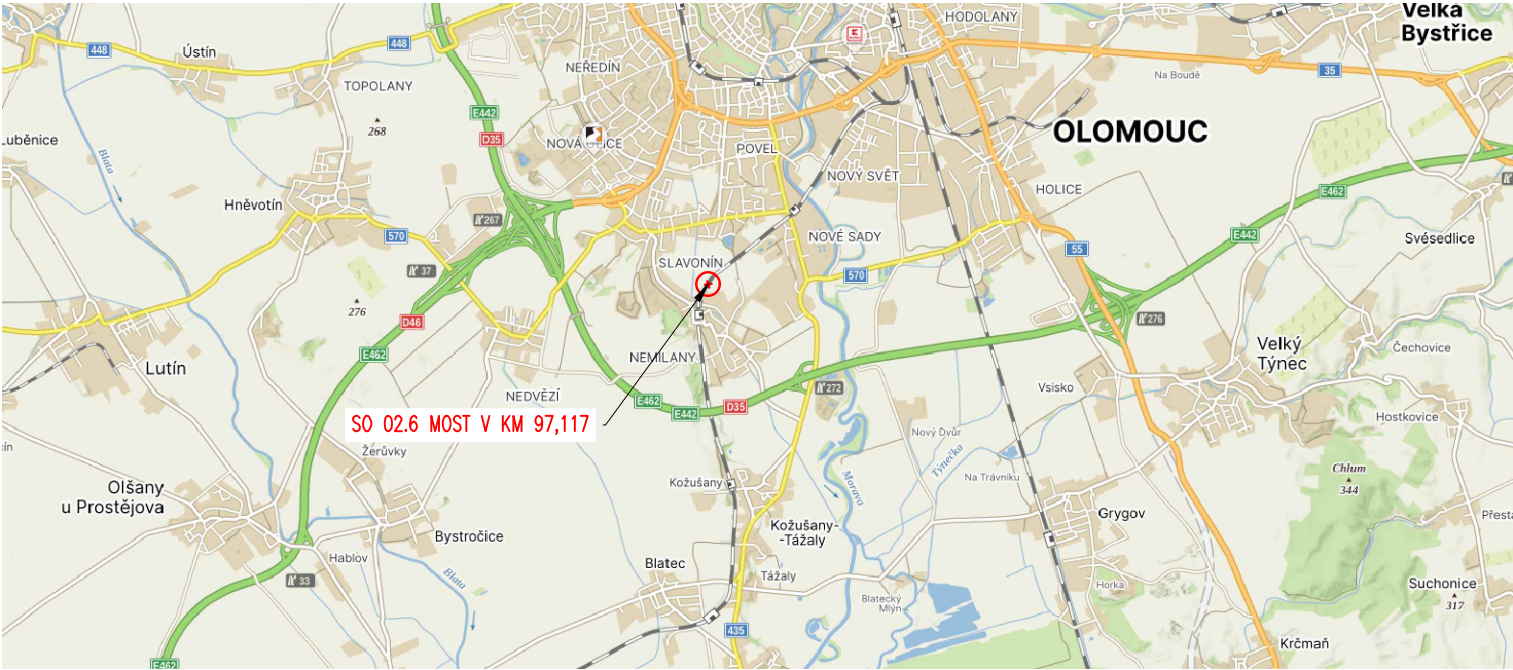 HODOLANY
Velká
Bystřice
448
448
Ústín
NEŘEDÍN
Na Boudě
35
TOPOLANY
268
E442
D35
OLOMOUC
NOVÁ
POVEL
Blata
NOVÝ SVĚT
HOLICE
E462
Hněvotín
267
570
NOVÉ SADY
55
E442
Svésedlice
SLAVONÍN
37
570
276
D46
276
E462
Lutín
NEMILANY
Velký
Týnec
Čechovice
Vsisko
272
NEDVĚZÍ
E462
E442
D35
Hostkovice
SO 02.6 MOST V KM 97,117
Nový Dvůr
Týnečka
Žerůvky
Chlum
344
Kožušany
Morava
Na Trávníku
Olšany
u Prostějova
Grygov
Kožušany-
-Tážaly
Bystročice
Hablov
Blatec
Tážaly
33
Blata
Horka
Suchonice
317
Blatecký
Mlýn
435
Krčmaň
E462